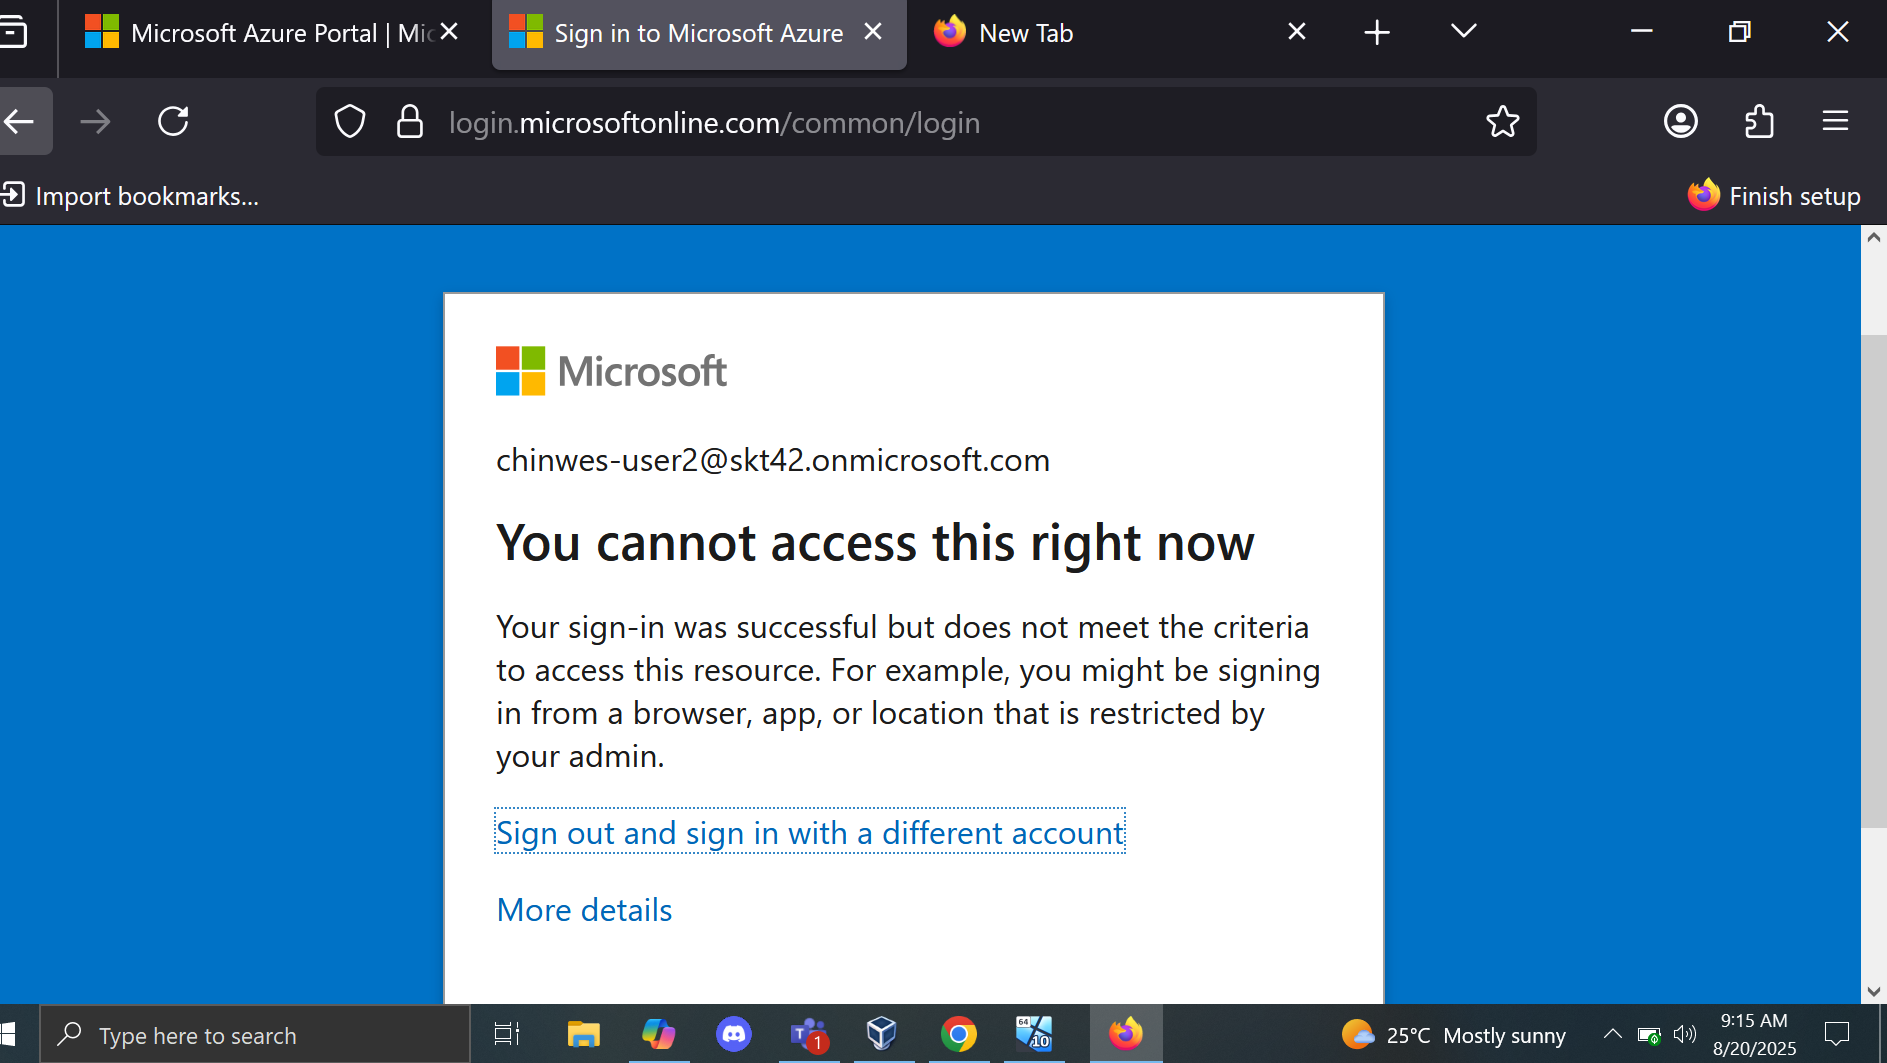 Microsoft Azure Portal | Mic
Sign in to Microsoft Azure
New Tab
login.microsoftonline.com/common/login
Import bookmarks...
Finish setup
Microsoft
chinwes-user2@skt42.onmicrosoft.com
You cannot access this right now
Your sign-in was successful but does not meet the criteria
to access this resource. For example, you might be signing
in from a browser, app, or location that is restricted by
your admin.
Sign out and sign in with a different account
More details
Type here to search
T
1
64
10
25°C Mostly sunny
9:15 AM
8/20/2025